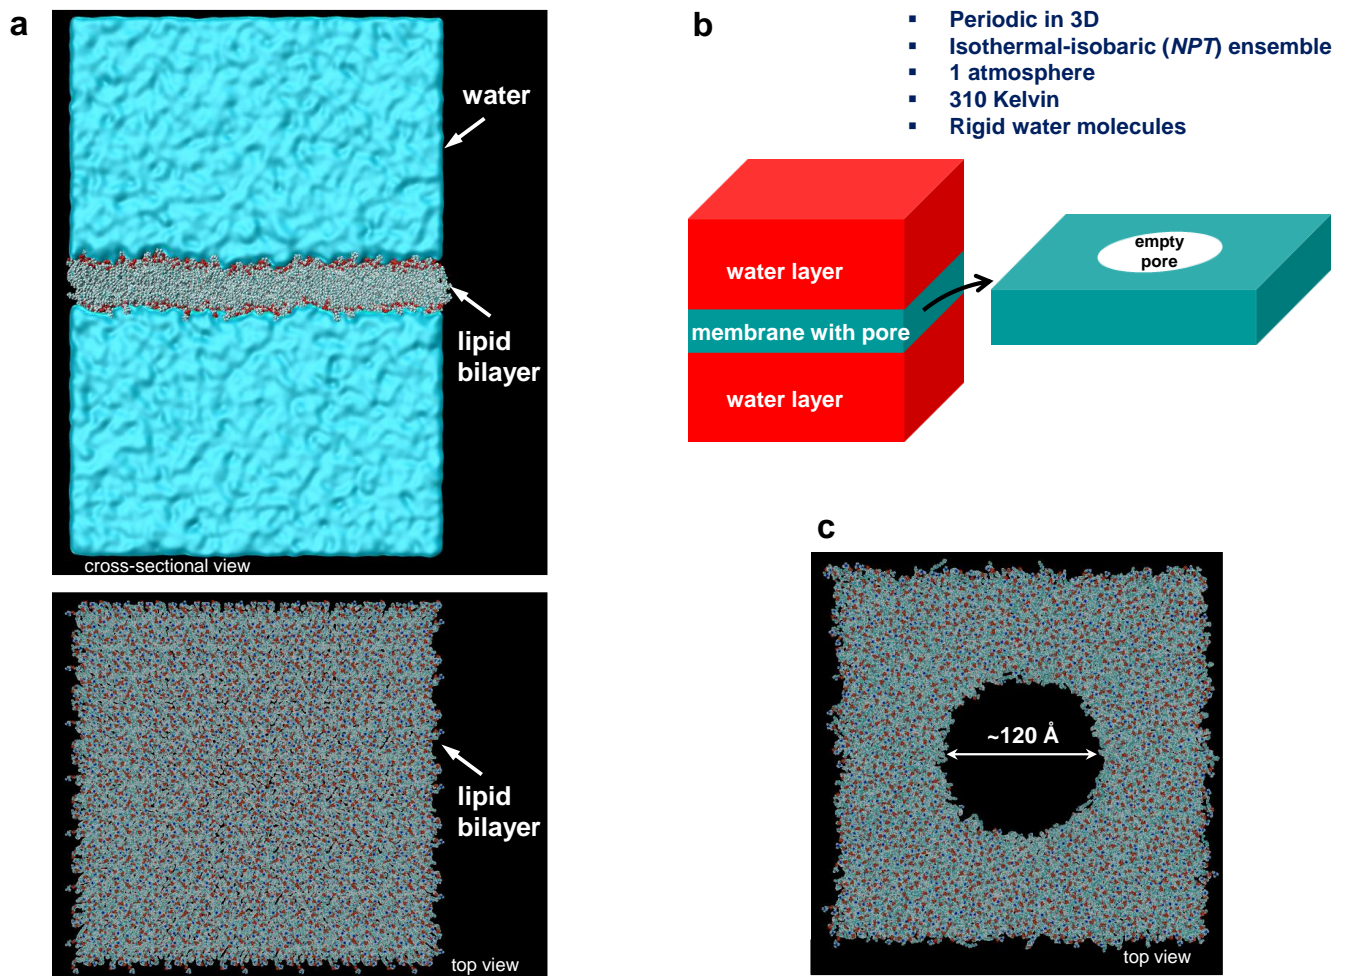 a
water
lipid
bilayer
cross-sectional view
lipid
bilayer
top view
b
▪ Periodic in 3D
▪ Isothermal-isobaric (NPT) ensemble
▪ 1 atmosphere
▪ 310 Kelvin
▪ Rigid water molecules
water layer
membrane with pore
water layer
empty
pore
c
~120 Å
top view